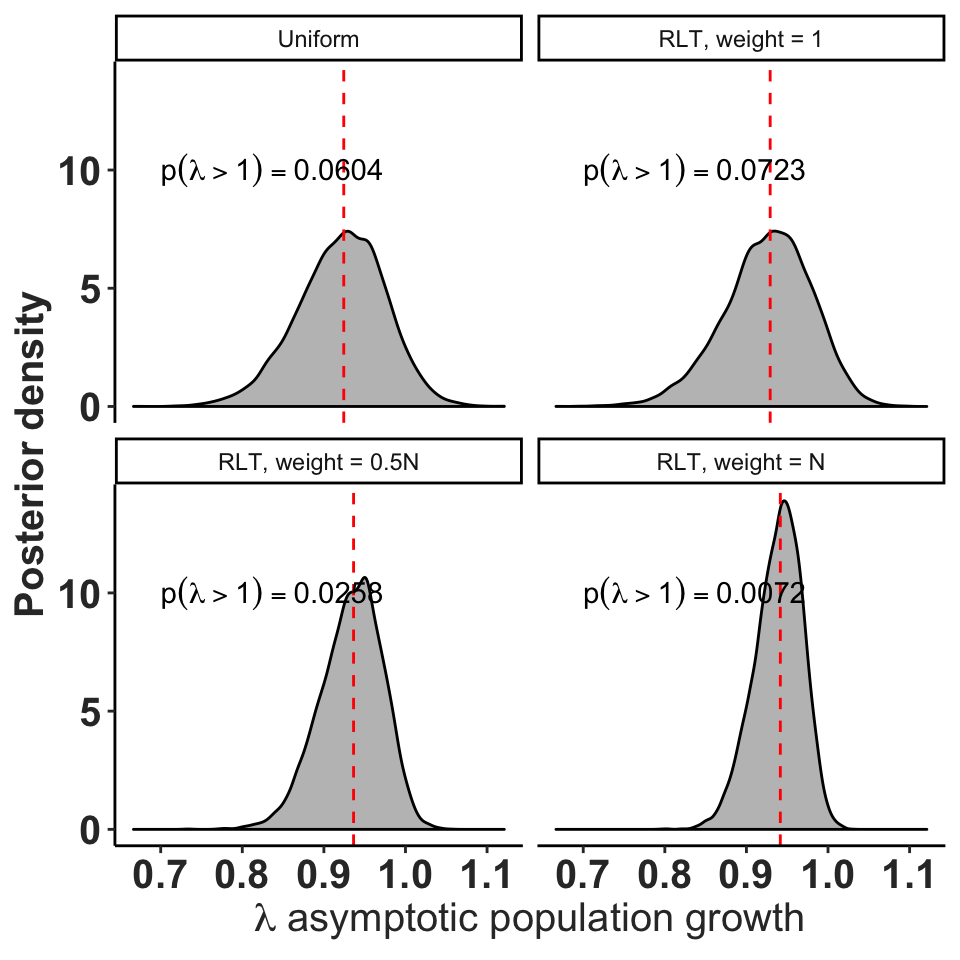 Uniform
RLT, weight = 1
p(λ > 1) = 0.0604
p(λ > 1) = 0.0723
10
5
0
RLT, weight = 0.5N
RLT, weight = N
p(λ > 1) = 0.0258
p(λ > 1) = 0.0072
10
5
0
Posterior density
0.7 0.8 0.9 1.0 1.1
0.7 0.8 0.9 1.0 1.1
λ asymptotic population growth